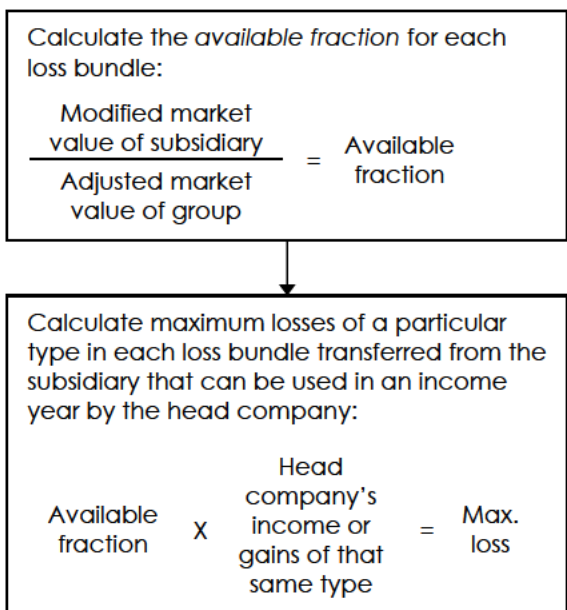 Calculate the available fraction for each
loss bundle:
Modified market
value of subsidiary
Adjusted market
value of group
=
Available
fraction
Calculate maximum losses of a particular
type in each loss bundle transferred from the
subsidiary that can be used in an income
year by the head company:
Available
fraction
X
Head
company's
income or
gains of that
same type
=
Max.
loss